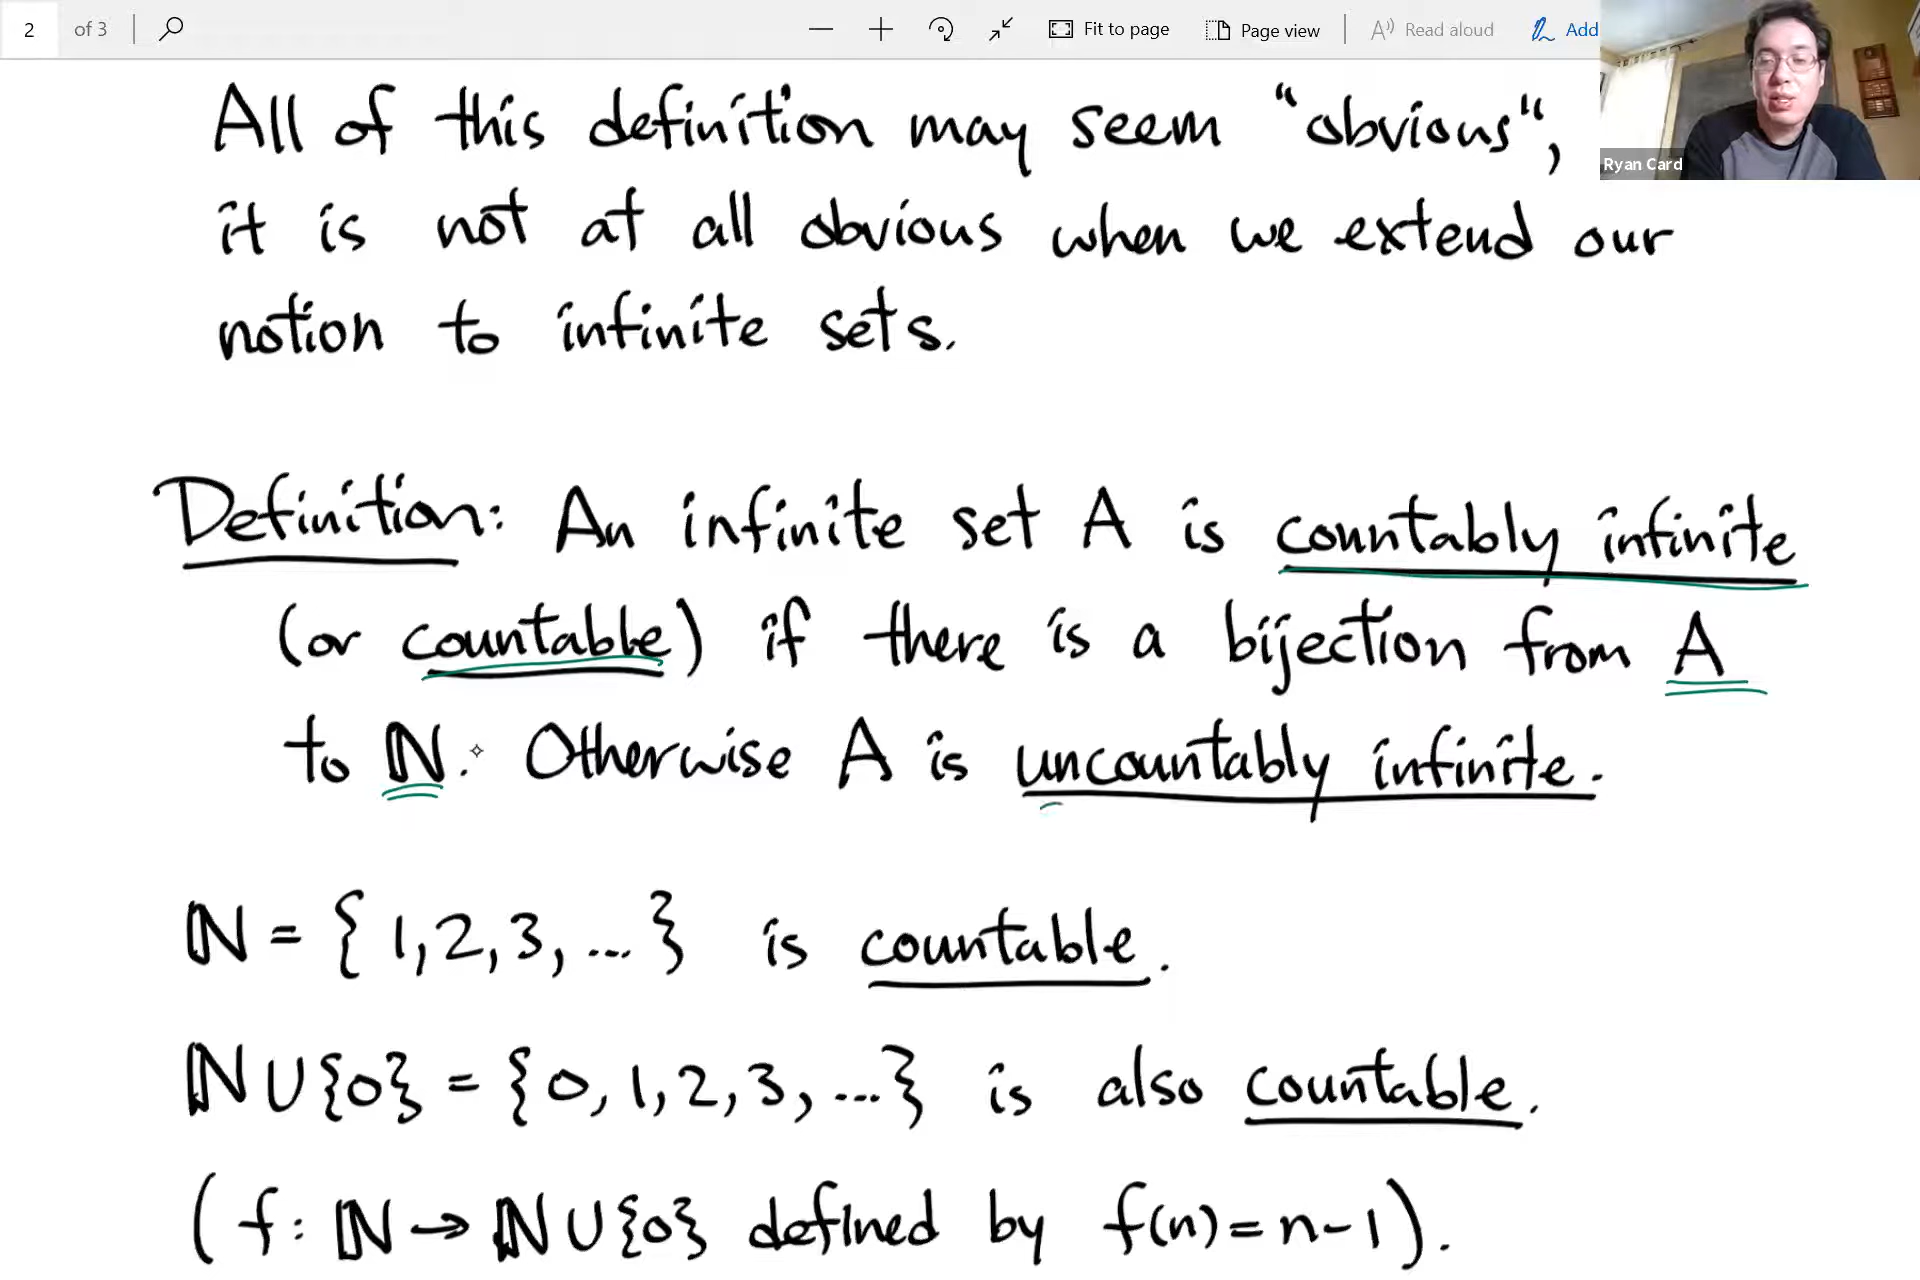 2 of 3 Fit to page Page view Read aloud Add
Ryan Card
All of this definition may seem "obvious",
it is not at all obvious when we extend our
notion to infinite sets.
Definition: An infinite set A is countably infinite
(or countable) if there is a bijection from A
to ℕ. Otherwise A is uncountably infinite.
ℕ = { 1, 2, 3, ... } is countable.
ℕ ∪ {0} = {0, 1, 2, 3, ... } is also countable.
(f: ℕ → ℕ ∪ {0} defined by f(n) = n - 1).